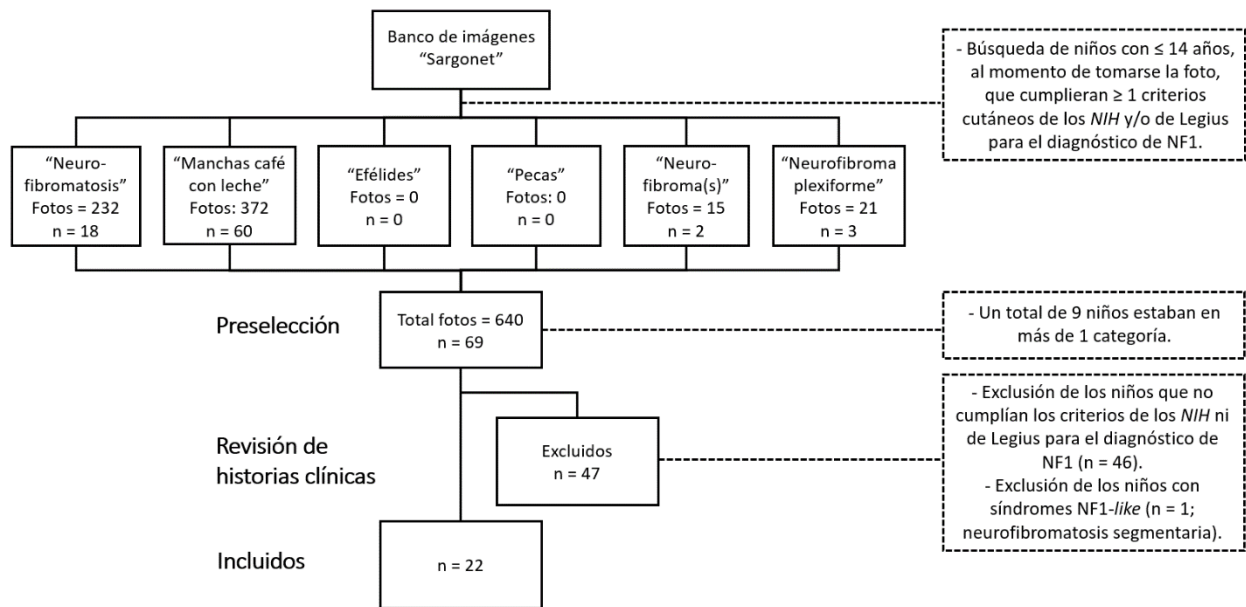 Banco de imágenes
“Sargonet”
- Búsqueda de niños con ≤ 14 años,
al momento de tomarse la foto,
que cumplieran ≥ 1 criterios
cutáneos de los NIH y/o de Legius
para el diagnóstico de NF1.
“Neuro-
fibromatosis”
Fotos = 232
n = 18
“Manchas café
con leche”
Fotos: 372
n = 60
“Efélides”
Fotos = 0
n = 0
“Pecas”
Fotos: 0
n = 0
“Neuro-
fibroma(s)”
Fotos = 15
n = 2
“Neurofibroma
plexiforme”
Fotos = 21
n = 3
Preselección
Total fotos = 640
n = 69
- Un total de 9 niños estaban en
más de 1 categoría.
Revisión de
historias clínicas
Excluidos
n = 47
- Exclusión de los niños que no
cumplían los criterios de los NIH ni
de Legius para el diagnóstico de
NF1 (n = 46).
- Exclusión de los niños con
síndromes NF1-like (n = 1;
neurofibromatosis segmentaria).
Incluidos
n = 22